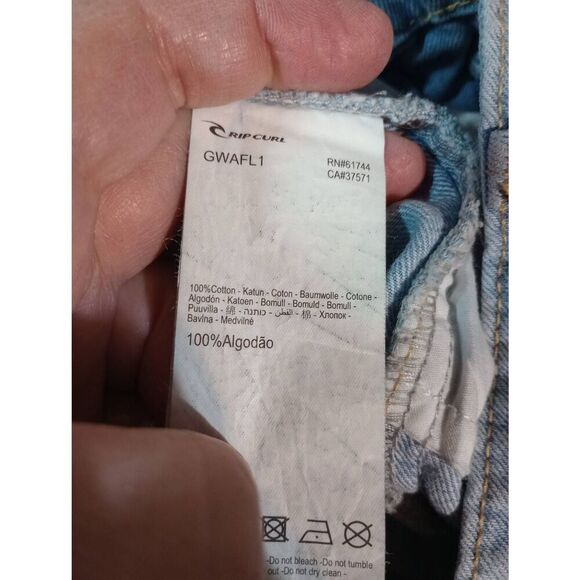 RIP CURL
GWAFL1
RN#61744
CA#37571
100%Cotton - Katun - Coton - Baumwolle - Cotone -
Algodón - Katoen - Bomull - Bomuld - Bomull -
Puuvilla - 綿 - כותנה - القطن - 棉 - Хлопок -
Bavlna - Medvilnė
100%Algodão
-Do not bleach -Do not tumble
out -Do not dry clean -